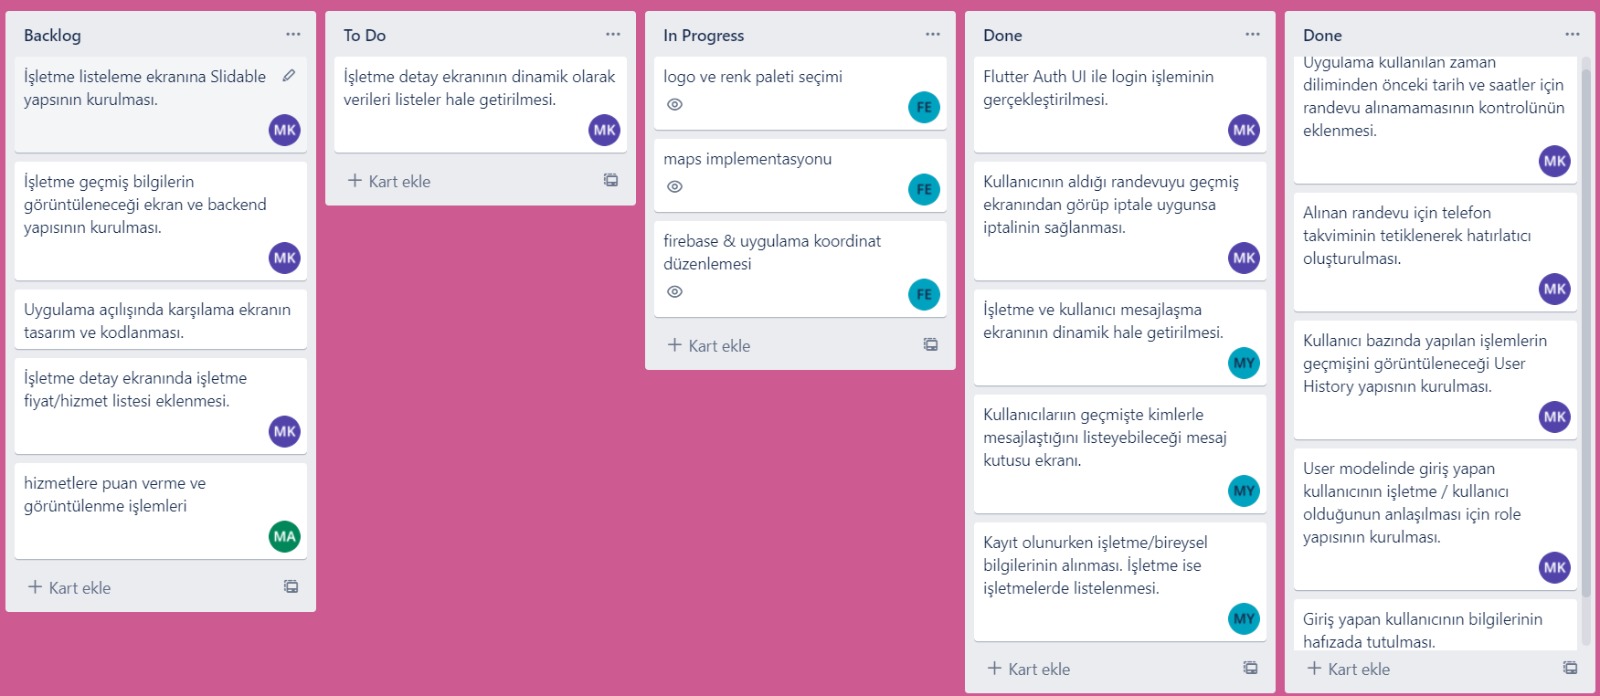 Backlog
İşletme listeleme ekranına Slidable
yapsının kurulması.
MK
İşletme geçmiş bilgilerin
görüntüleneceği ekran ve backend
yapısının kurulması.
MK
Uygulama açılışında karşılama ekranın
tasarım ve kodlanması.
İşletme detay ekranında işletme
fiyat/hizmet listesi eklenmesi.
MK
hizmetlere puan verme ve
görüntülenme işlemleri
MA
+ Kart ekle
To Do
İşletme detay ekranının dinamik olarak
verileri listeler hale getirilmesi.
MK
+ Kart ekle
In Progress
logo ve renk paleti seçimi
FE
maps implementasyonu
FE
firebase & uygulama koordinat
düzenlemesi
FE
+ Kart ekle
Done
Flutter Auth UI ile login işleminin
gerçekleştirilmesi.
MK
Kullanıcının aldığı randevuyu geçmiş
ekranından görüp iptale uygunsa
iptalinin sağlanması.
MK
İşletme ve kullanıcı mesajlaşma
ekranının dinamik hale getirilmesi.
MY
Kullanıcılarıın geçmişte kimlerle
mesajlaştığını listeyebileceği mesaj
kutusu ekranı.
MY
Kayıt olunurken işletme/bireysel
bilgilerinin alınması. İşletme ise
işletmelerde listelenmesi.
MY
+ Kart ekle
Done
Uygulama kullanılan zaman
diliminden önceki tarih ve saatler için
randevu alınamamasının kontrolünün
eklenmesi.
MK
Alınan randevu için telefon
takviminin tetiklenerek hatırlatıcı
oluşturulması.
MK
Kullanıcı bazında yapılan işlemlerin
geçmişini görüntüleneceği User
History yapısnın kurulması.
MK
User modelinde giriş yapan
kullanıcının işletme / kullanıcı
olduğunun anlaşılması için role
yapısının kurulması.
MK
Giriş yapan kullanıcının bilgilerinin
hafızada tutulması.
+ Kart ekle